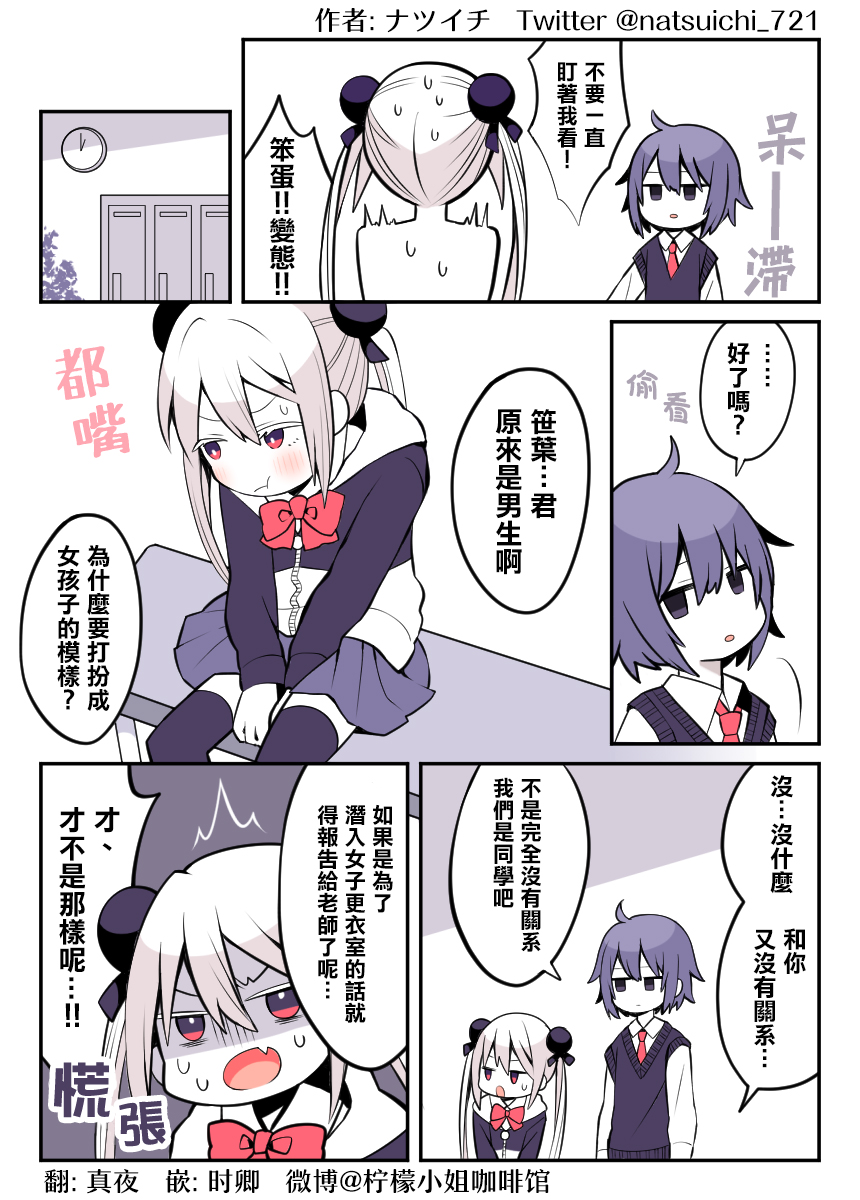 作者: ナツイチ　Twitter @natsuichi_721
不要一直
盯著我看！
呆──滯
笨蛋!!變態!!
……
好了嗎？
偷看
笹葉…君
原來是男生啊
都嘴
為什麼要打扮成
女孩子的模樣？
沒…沒什麼
和你
又沒有關系…
不是完全沒有關系
我們是同學吧
如果是為了
潛入女子更衣室的話就
得報告給老師了呢…
才、
才不是那樣呢…!!
慌張
翻: 真夜　嵌: 时卿　微博@柠檬小姐咖啡馆